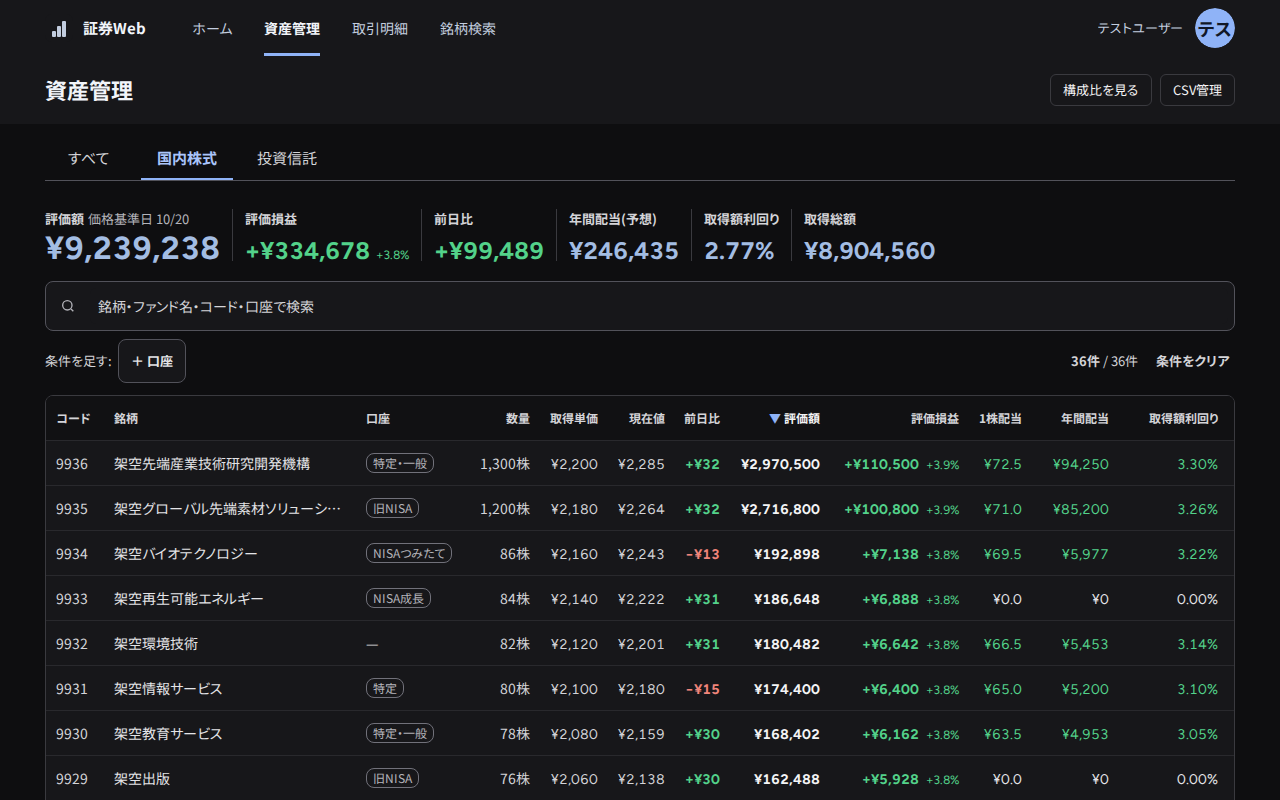 証券Web ホーム 資産管理 取引明細 銘柄検索 テストユーザー テス
資産管理 構成比を見る CSV管理
すべて 国内株式 投資信託
評価額 価格基準日 10/20 評価損益 前日比 年間配当(予想) 取得額利回り 取得総額
¥9,239,238 +¥334,678 +3.8% +¥99,489 ¥246,435 2.77% ¥8,904,560
銘柄・ファンド名・コード・口座で検索
条件を足す: + 口座 36件 / 36件 条件をクリア
コード 銘柄 口座 数量 取得単価 現在値 前日比 ▼ 評価額 評価損益 1株配当 年間配当 取得額利回り
9936 架空先端産業技術研究開発機構 特定・一般 1,300株 ¥2,200 ¥2,285 +¥32 ¥2,970,500 +¥110,500 +3.9% ¥72.5 ¥94,250 3.30%
9935 架空グローバル先端素材ソリューシ… 旧NISA 1,200株 ¥2,180 ¥2,264 +¥32 ¥2,716,800 +¥100,800 +3.9% ¥71.0 ¥85,200 3.26%
9934 架空バイオテクノロジー NISAつみたて 86株 ¥2,160 ¥2,243 -¥13 ¥192,898 +¥7,138 +3.8% ¥69.5 ¥5,977 3.22%
9933 架空再生可能エネルギー NISA成長 84株 ¥2,140 ¥2,222 +¥31 ¥186,648 +¥6,888 +3.8% ¥0.0 ¥0 0.00%
9932 架空環境技術 — 82株 ¥2,120 ¥2,201 +¥31 ¥180,482 +¥6,642 +3.8% ¥66.5 ¥5,453 3.14%
9931 架空情報サービス 特定 80株 ¥2,100 ¥2,180 -¥15 ¥174,400 +¥6,400 +3.8% ¥65.0 ¥5,200 3.10%
9930 架空教育サービス 特定・一般 78株 ¥2,080 ¥2,159 +¥30 ¥168,402 +¥6,162 +3.8% ¥63.5 ¥4,953 3.05%
9929 架空出版 旧NISA 76株 ¥2,060 ¥2,138 +¥30 ¥162,488 +¥5,928 +3.8% ¥0.0 ¥0 0.00%